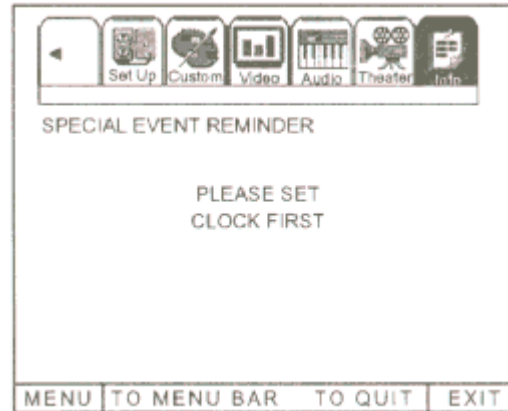 Set Up Custom Video Audio Theater Info
SPECIAL EVENT REMINDER
PLEASE SET
CLOCK FIRST
MENU TO MENU BAR TO QUIT EXIT